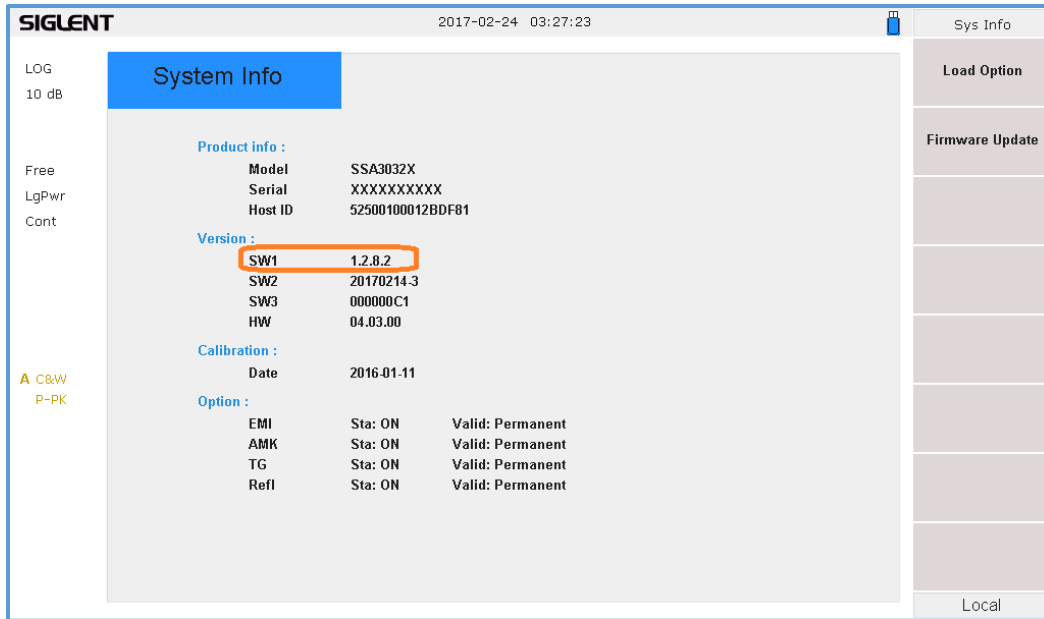 SIGLENT 2017-02-24 03:27:23 Sys Info
LOG
10 dB
Free
LgPwr
Cont
A C&W
P-PK
System Info
Product info :
Model SSA3032X
Serial XXXXXXXXXX
Host ID 52500100012BDF81
Version :
SW1 1.2.8.2
SW2 20170214-3
SW3 000000C1
HW 04.03.00
Calibration :
Date 2016-01-11
Option :
EMI Sta: ON Valid: Permanent
AMK Sta: ON Valid: Permanent
TG Sta: ON Valid: Permanent
Refl Sta: ON Valid: Permanent
Load Option
Firmware Update
Local